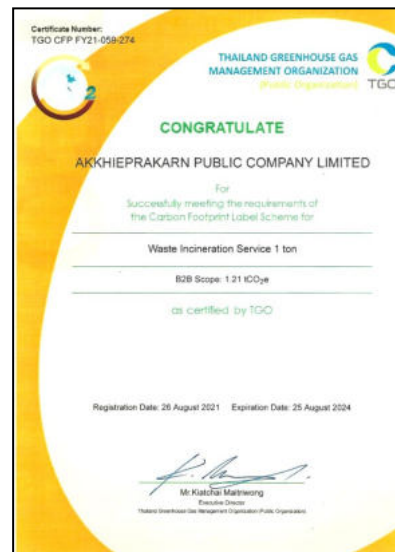 Certificate Number:
TGO CFP FY21-059-274
2
THAILAND GREENHOUSE GAS
MANAGEMENT ORGANIZATION
(Public Organization)
TGO
CONGRATULATE
AKKHIEPRAKARN PUBLIC COMPANY LIMITED
For
Successfully meeting the requirements of
the Carbon Footprint Label Scheme for
Waste Incineration Service 1 ton
B2B Scope: 1.21 tCO₂e
as certified by TGO
Registration Date: 26 August 2021 Expiration Date: 25 August 2024
Mr.Kiatchai Maitriwong
Executive Director
Thailand Greenhouse Gas Management Organization (Public Organization)